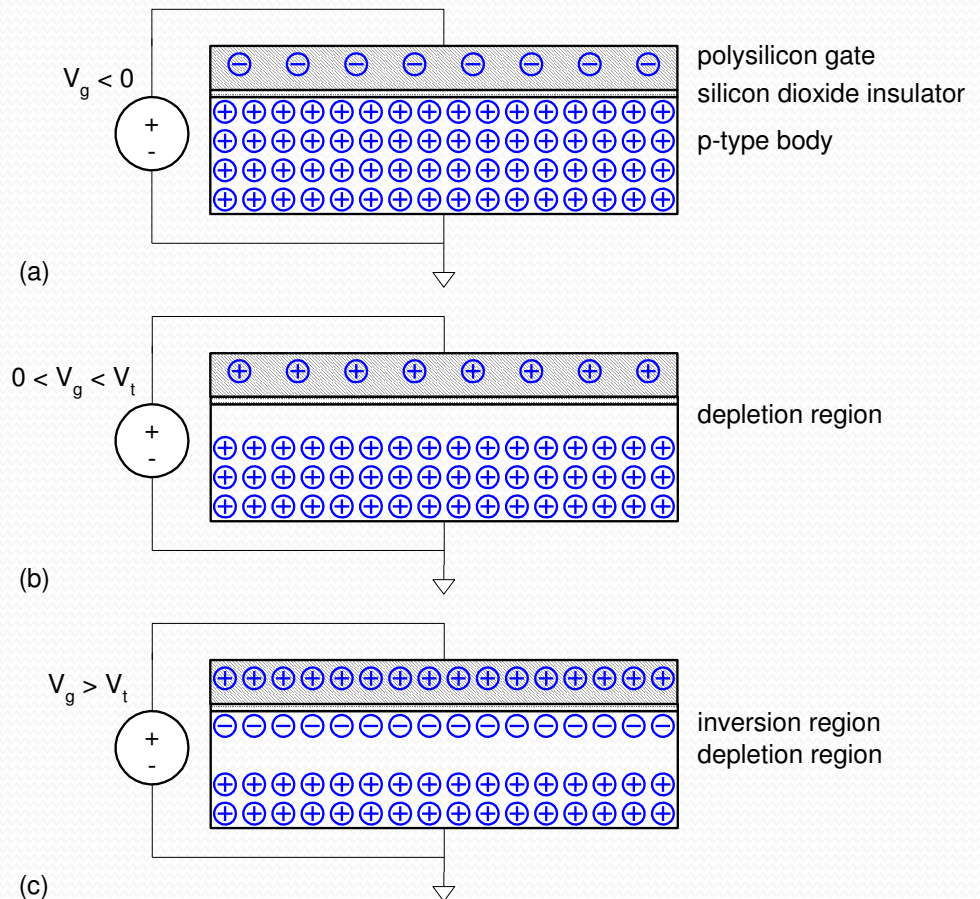 polysilicon gate
V_g < 0
silicon dioxide insulator
+
-
p-type body
(a)
0 < V_g < V_t
+
-
depletion region
(b)
V_g > V_t
+
-
inversion region
depletion region
(c)